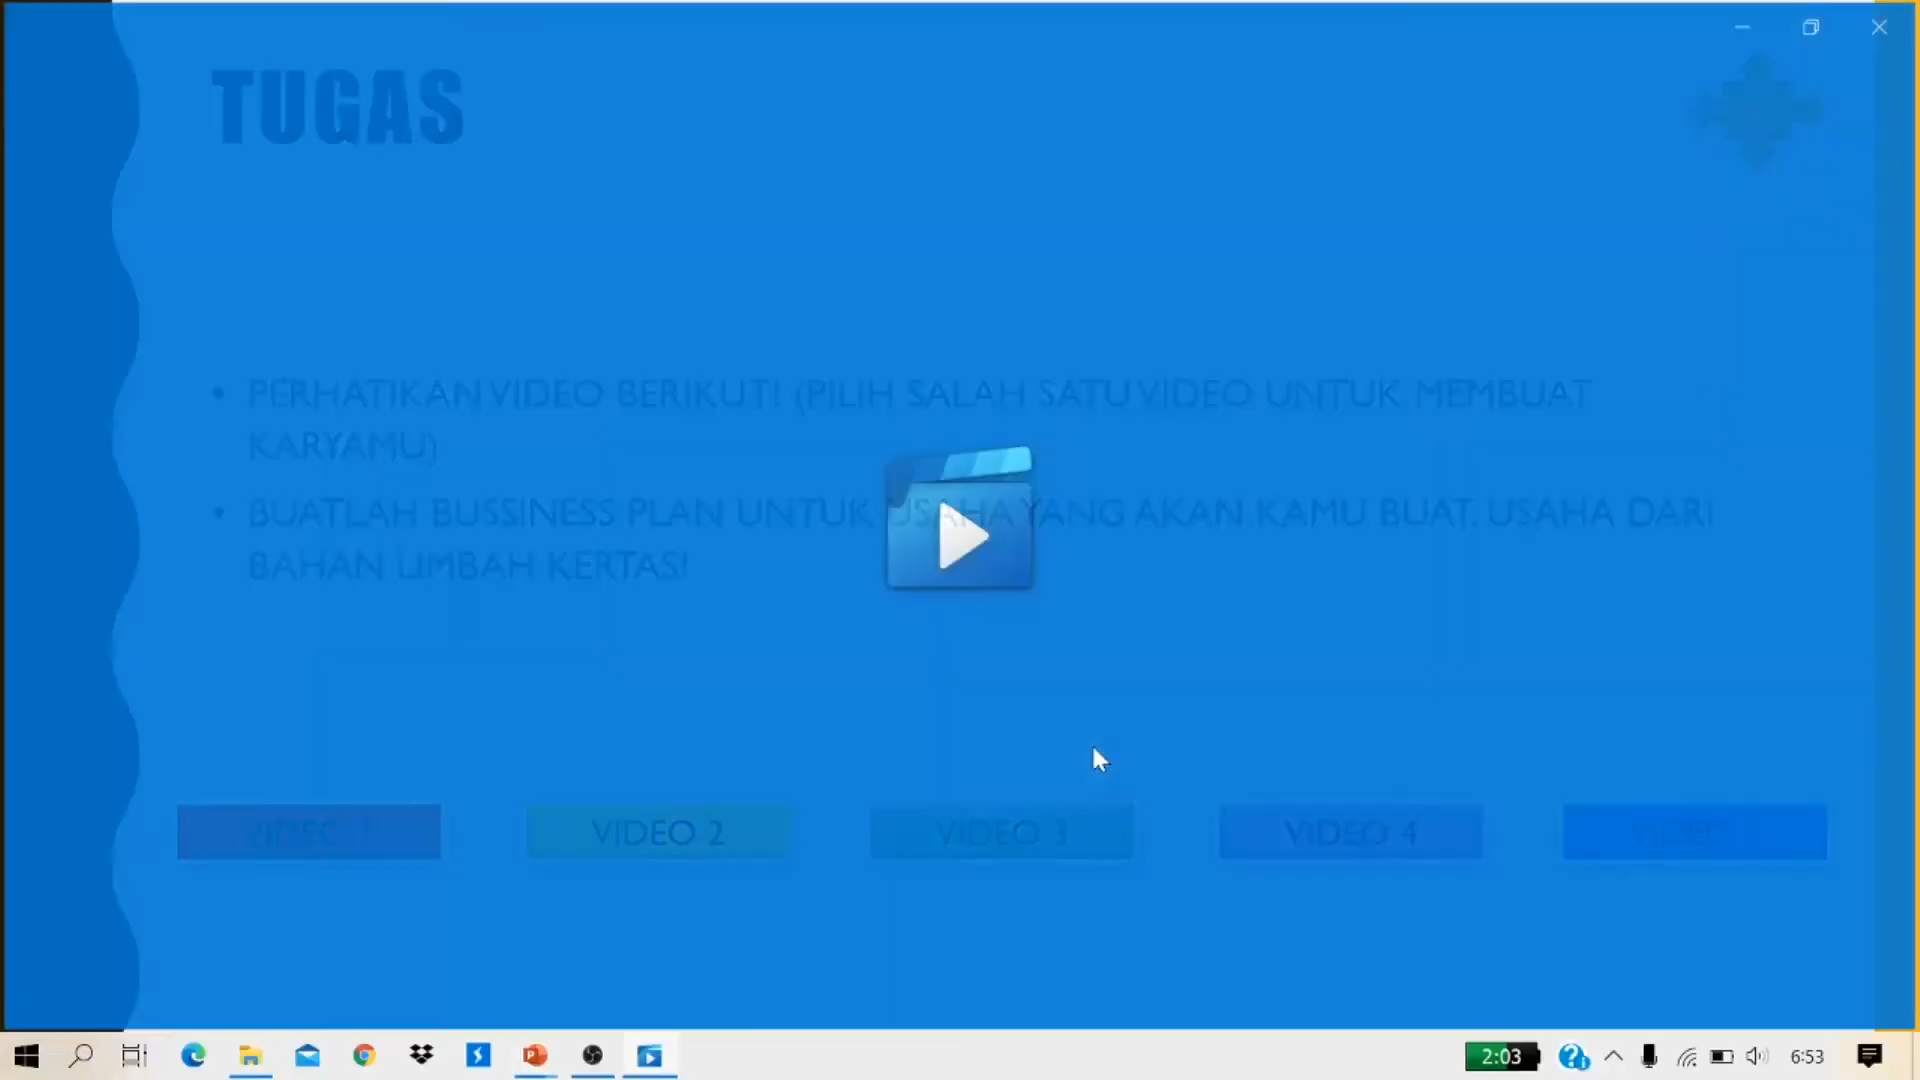 TUGAS
• PERHATIKAN VIDEO BERIKUT! (PILIH SALAH SATU VIDEO UNTUK MEMBUAT
KARYAMU)
• BUATLAH BUSSINESS PLAN UNTUK USAHA YANG AKAN KAMU BUAT. USAHA DARI
BAHAN LIMBAH KERTAS!
VIDEO 2 VIDEO 3 VIDEO 4
2:03 6:53